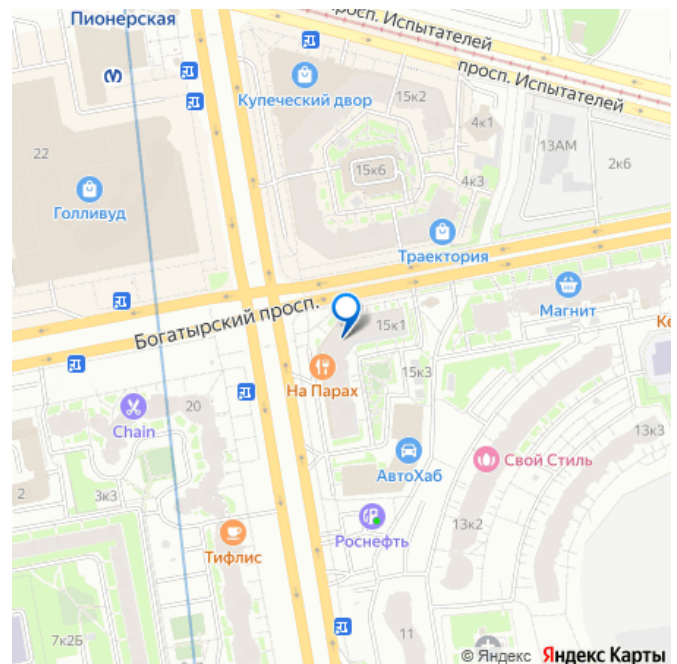 Пионерская
просп. Испытателей
просп. Испытателей
Купеческий двор
15к2
4к1
13АМ
2к6
22
15к6
4к3
Голливуд
Траектория
Магнит
Богатырский просп.
15к1
Ке
На Парах
15к3
20
Chain
13к3
Свой Стиль
АвтоХаб
2
3к3
13к2
Роснефть
Тифлис
7к2Б
11
© Яндекс Яндекс Карты